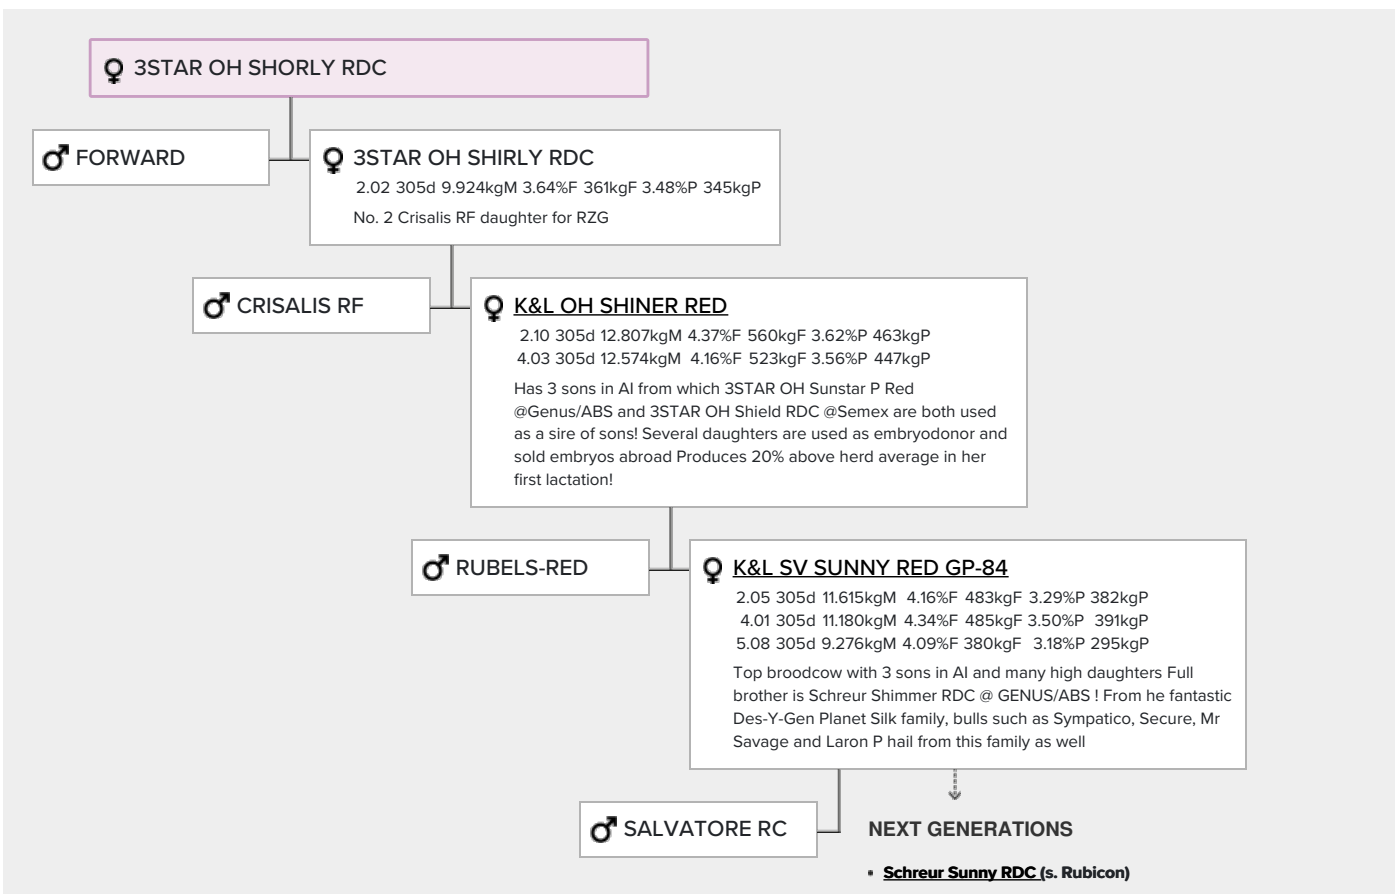 3STAR OH SHORLY RDC
FORWARD
3STAR OH SHIRLY RDC
2.02 305d 9.924kgM 3.64%F 361kgF 3.48%P 345kgP
No. 2 Crisalis RF daughter for RZG
CRISALIS RF
K&L OH SHINER RED
2.10 305d 12.807kgM 4.37%F 560kgF 3.62%P 463kgP
4.03 305d 12.574kgM 4.16%F 523kgF 3.56%P 447kgP
Has 3 sons in AI from which 3STAR OH Sunstar P Red
@Genus/ABS and 3STAR OH Shield RDC @Semex are both used
as a sire of sons! Several daughters are used as embryodonor and
sold embryos abroad Produces 20% above herd average in her
first lactation!
RUBELS-RED
K&L SV SUNNY RED GP-84
2.05 305d 11.615kgM 4.16%F 483kgF 3.29%P 382kgP
4.01 305d 11.180kgM 4.34%F 485kgF 3.50%P 391kgP
5.08 305d 9.276kgM 4.09%F 380kgF 3.18%P 295kgP
Top broodcow with 3 sons in AI and many high daughters Full
brother is Schreur Shimmer RDC @ GENUS/ABS ! From he fantastic
Des-Y-Gen Planet Silk family, bulls such as Sympatico, Secure, Mr
Savage and Laron P hail from this family as well
SALVATORE RC
NEXT GENERATIONS
• Schreur Sunny RDC (s. Rubicon)